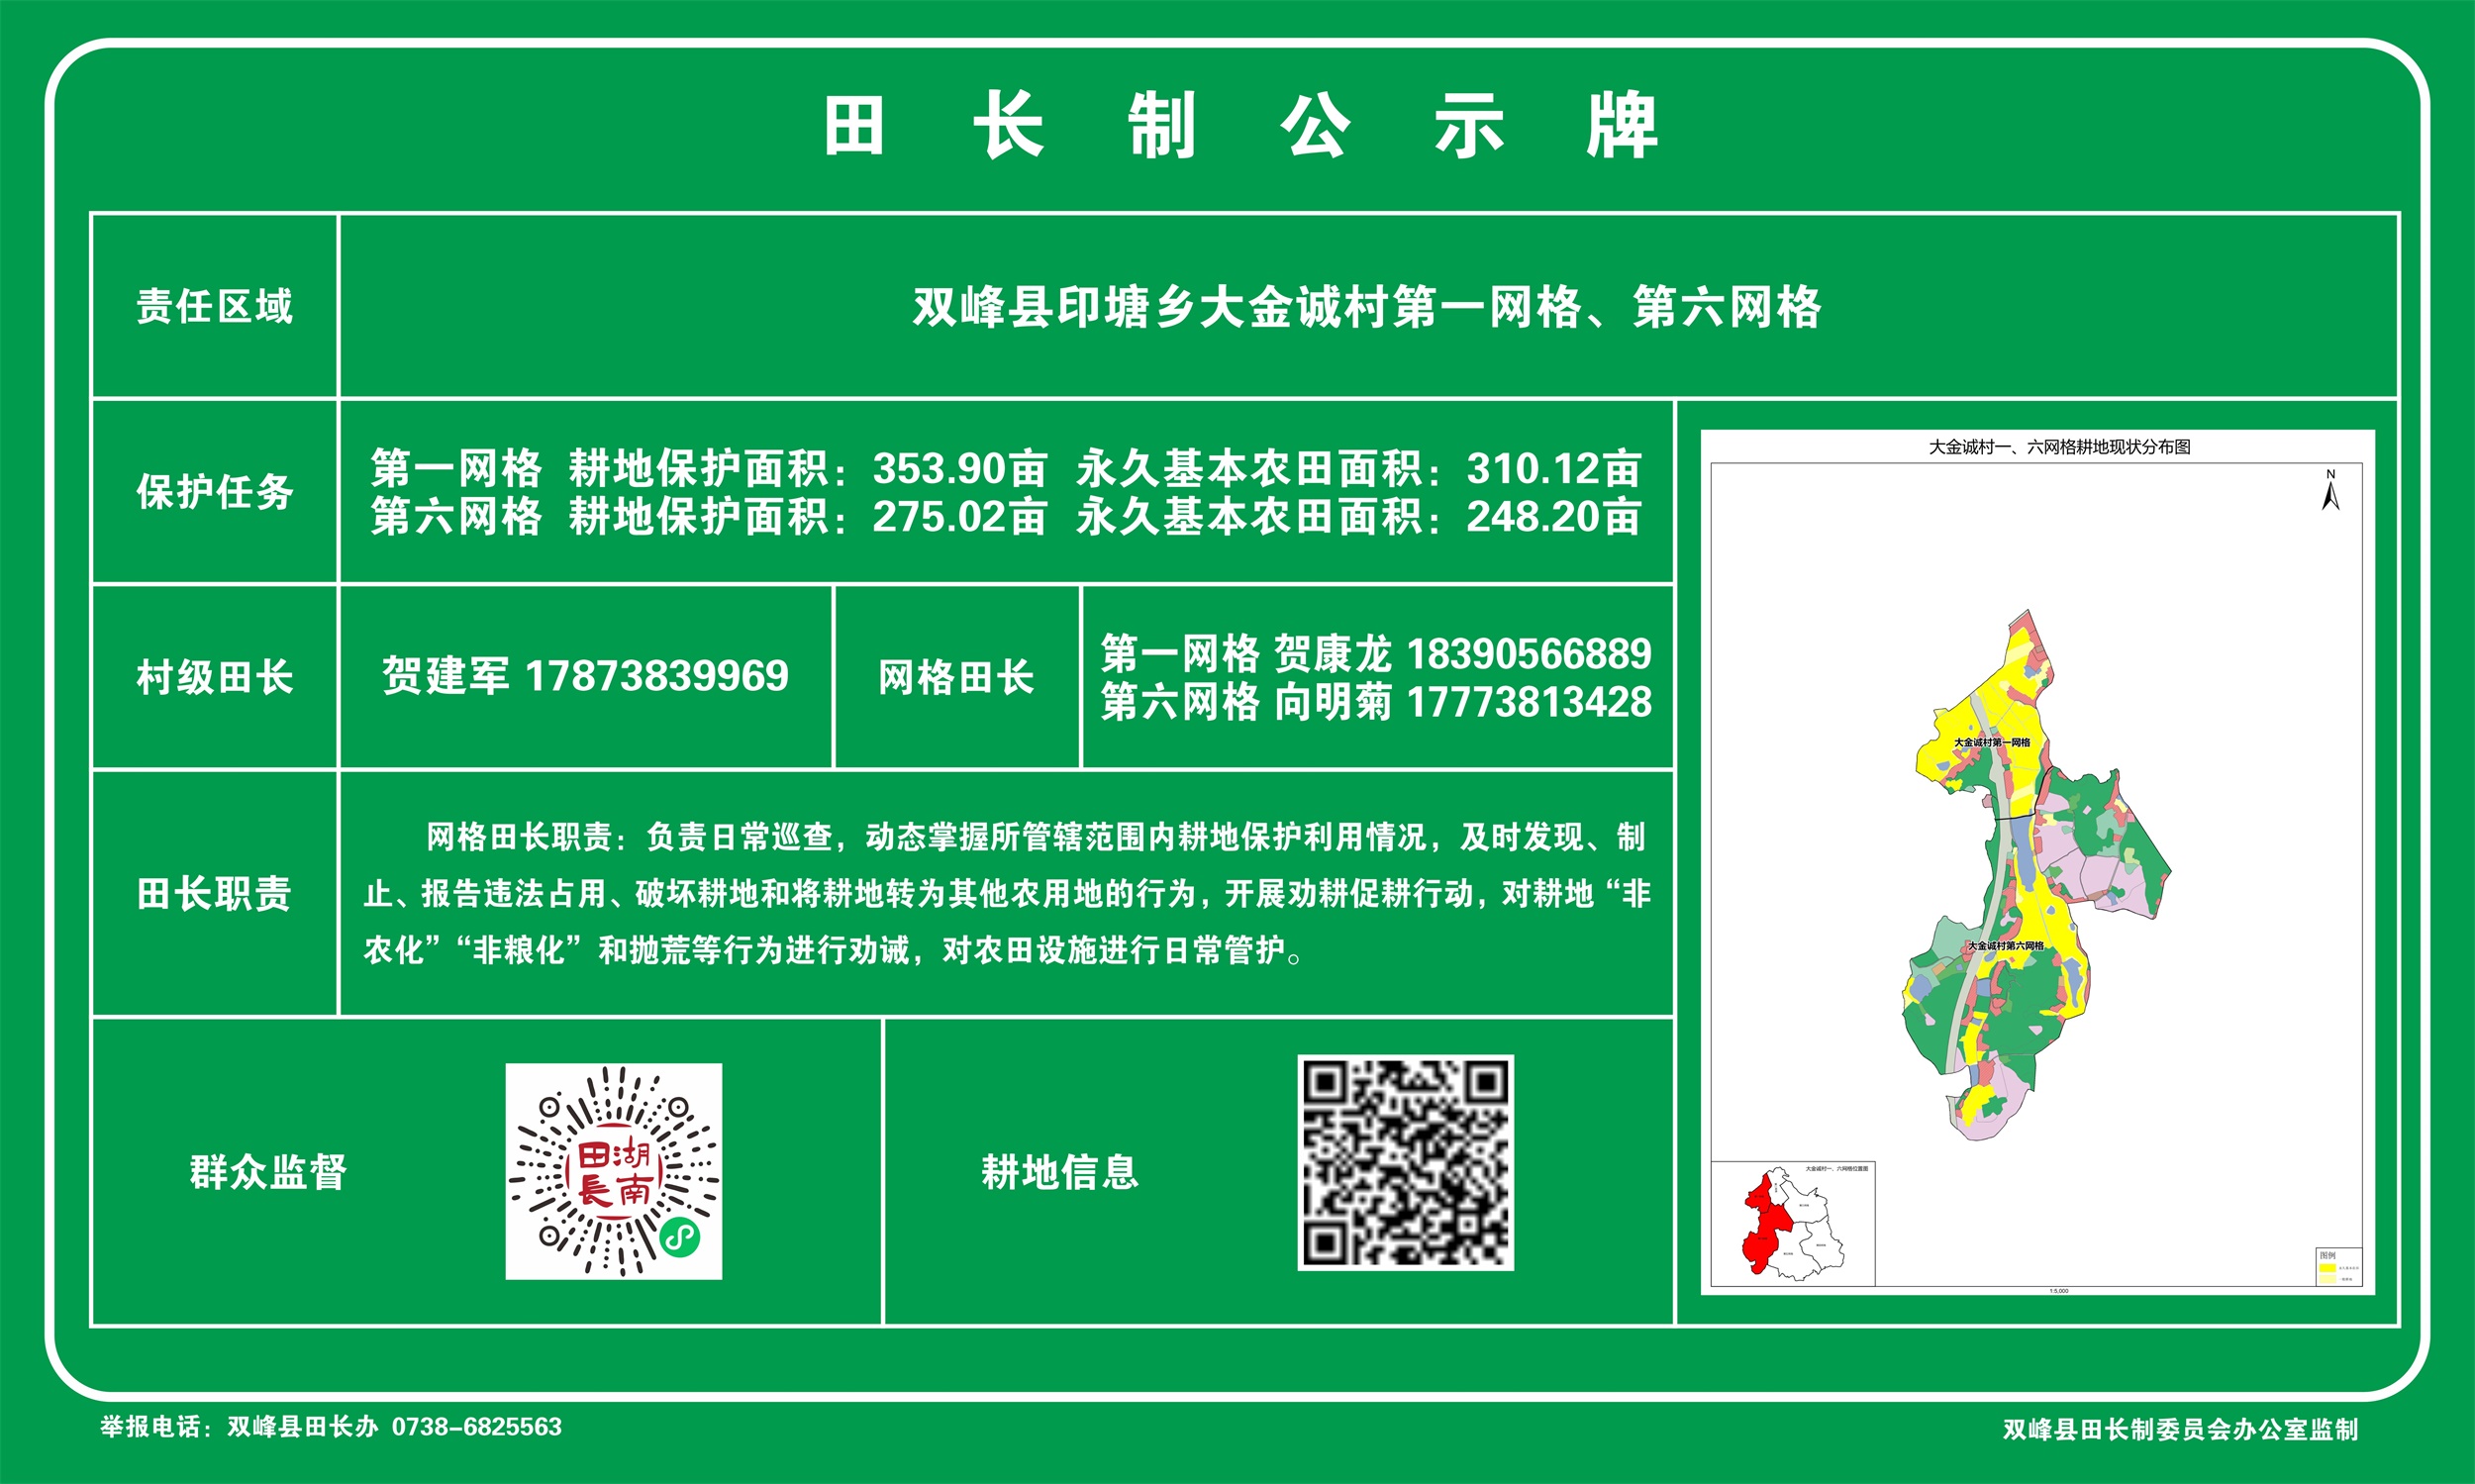 田长制公示牌
责任区域
双峰县印塘乡大金诚村第一网格、第六网格
保护任务
第一网格 耕地保护面积：353.90亩 永久基本农田面积：310.12亩
第六网格 耕地保护面积：275.02亩 永久基本农田面积：248.20亩
村级田长
贺建军 17873839969
网格田长
第一网格 贺康龙 18390566889
第六网格 向明菊 17773813428
田长职责
网格田长职责：负责日常巡查，动态掌握所管辖范围内耕地保护利用情况，及时发现、制
止、报告违法占用、破坏耕地和将耕地转为其他农用地的行为，开展劝耕促耕行动，对耕地“非
农化”“非粮化”和抛荒等行为进行劝诫，对农田设施进行日常管护。
群众监督
田湖
長南
耕地信息
大金诚村一、六网格耕地现状分布图
N
大金诚村第一网格
大金诚村第六网格
大金诚村一、六网格位置图
图例
1:5,000
举报电话：双峰县田长办 0738-6825563
双峰县田长制委员会办公室监制